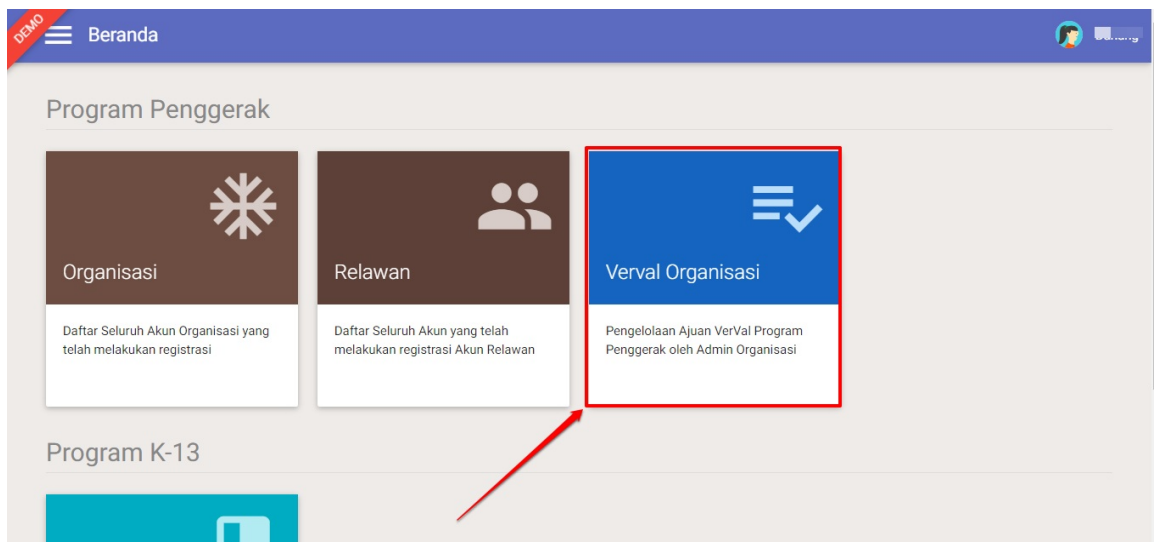 DEMO
Beranda
Program Penggerak
Organisasi
Daftar Seluruh Akun Organisasi yang
telah melakukan registrasi
Relawan
Daftar Seluruh Akun yang telah
melakukan registrasi Akun Relawan
Verval Organisasi
Pengelolaan Ajuan VerVal Program
Penggerak oleh Admin Organisasi
Program K-13